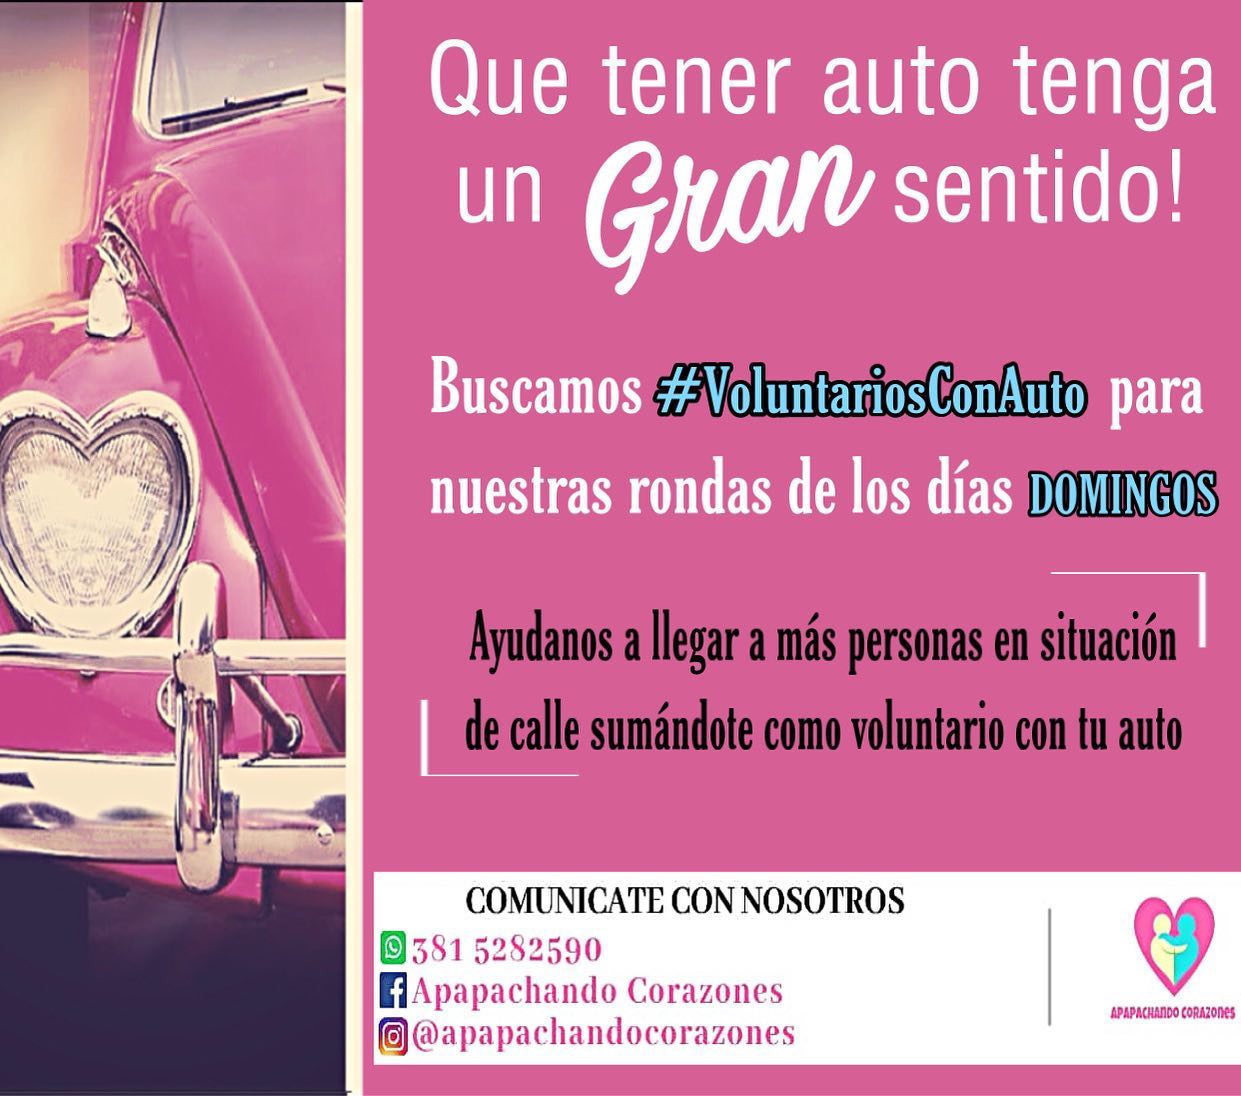 Que tener auto tenga
un Gran sentido!
Buscamos #VoluntariosConAuto para
nuestras rondas de los días DOMINGOS
Ayudanos a llegar a más personas en situación
de calle sumándote como voluntario con tu auto
COMUNICATE CON NOSOTROS
381 5282590
Apapachando Corazones
@apapachandocorazones
APAPACHANDO CORAZONES